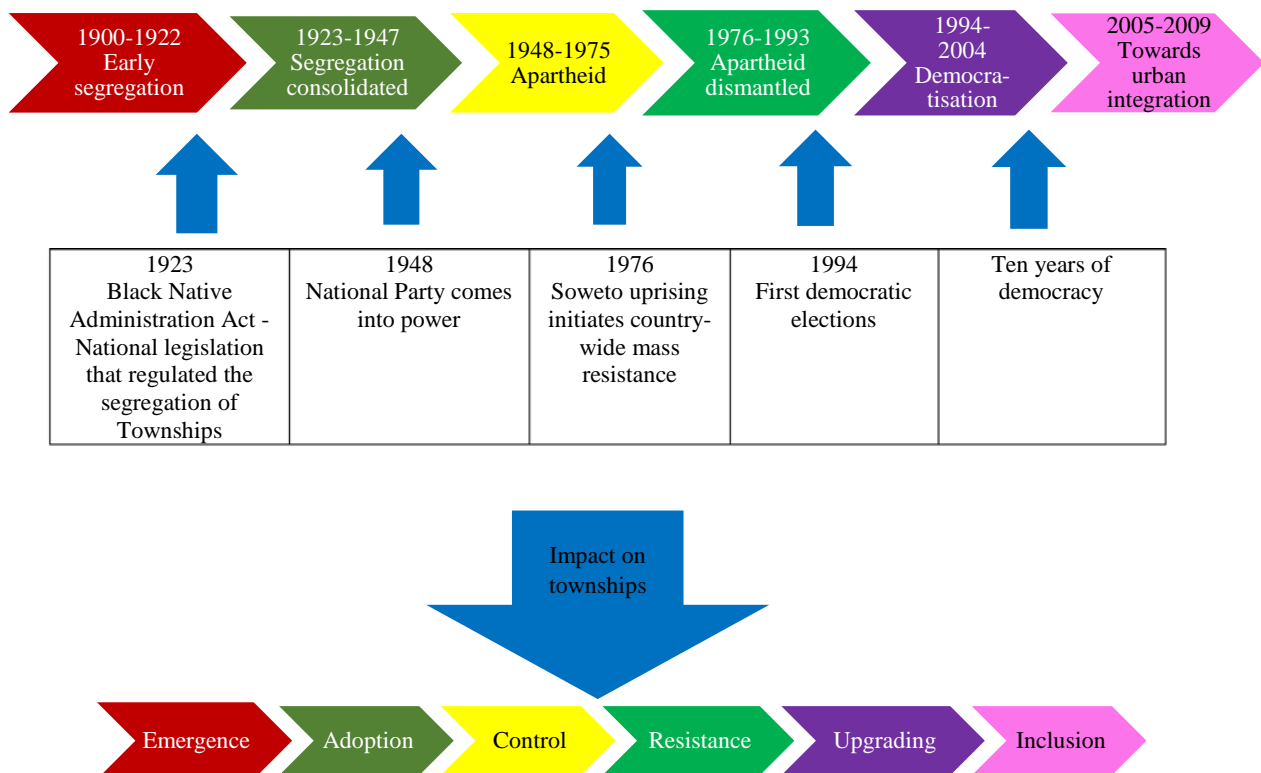 1900-1922
Early
segregation
1923-1947
Segregation
consolidated
1948-1975
Apartheid
1976-1993
Apartheid
dismantled
1994-
2004
Democra-
tisation
2005-2009
Towards
urban
integration
1923
Black Native
Administration Act -
National legislation
that regulated the
segregation of
Townships
1948
National Party comes
into power
1976
Soweto uprising
initiates country-
wide mass
resistance
1994
First democratic
elections
Ten years of
democracy
Impact on
townships
Emergence
Adoption
Control
Resistance
Upgrading
Inclusion